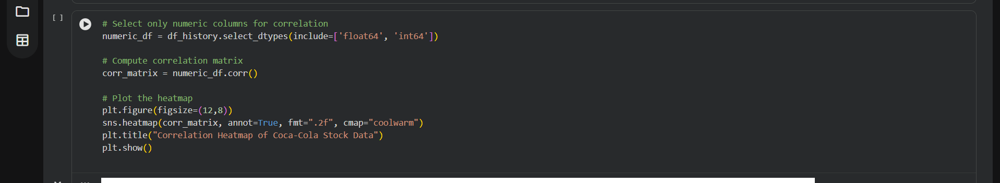 [ ]
# Select only numeric columns for correlation
numeric_df = df_history.select_dtypes(include=['float64', 'int64'])
# Compute correlation matrix
corr_matrix = numeric_df.corr()
# Plot the heatmap
plt.figure(figsize=(12,8))
sns.heatmap(corr_matrix, annot=True, fmt=".2f", cmap="coolwarm")
plt.title("Correlation Heatmap of Coca-Cola Stock Data")
plt.show()